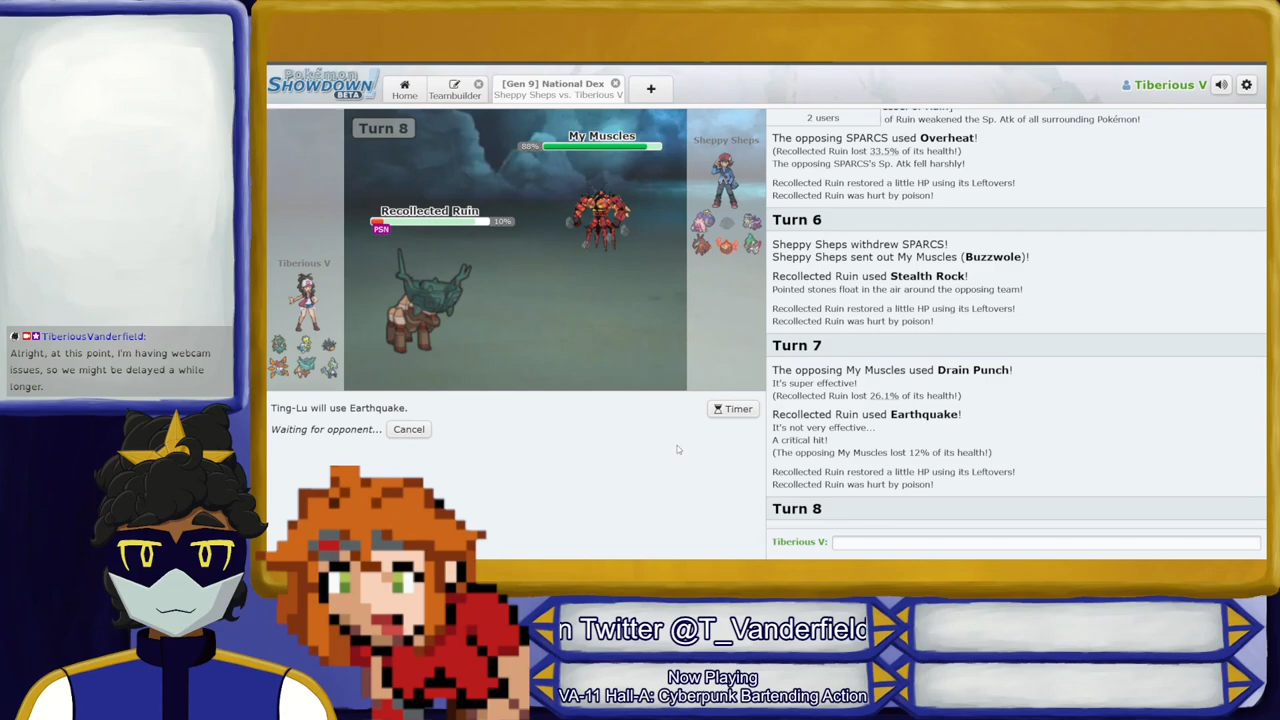 Pokémon
SHOWDOWN!
BETA
Home
Teambuilder
[Gen 9] National Dex
Sheppy Sheps vs. Tiberious V
+
Tiberious V
Turn 8
My Muscles
88%
Recollected Ruin
10%
PSN
Tiberious V
Sheppy Sheps
2 users
of Ruin weakened the Sp. Atk of all surrounding Pokémon!
The opposing SPARCS used Overheat!
(Recollected Ruin lost 33.5% of its health!)
The opposing SPARCS's Sp. Atk fell harshly!
Recollected Ruin restored a little HP using its Leftovers!
Recollected Ruin was hurt by poison!
Turn 6
Sheppy Sheps withdrew SPARCS!
Sheppy Sheps sent out My Muscles (Buzzwole)!
Recollected Ruin used Stealth Rock!
Pointed stones float in the air around the opposing team!
Recollected Ruin restored a little HP using its Leftovers!
Recollected Ruin was hurt by poison!
Turn 7
The opposing My Muscles used Drain Punch!
It's super effective!
(Recollected Ruin lost 26.1% of its health!)
Recollected Ruin used Earthquake!
It's not very effective...
A critical hit!
(The opposing My Muscles lost 12% of its health!)
Recollected Ruin restored a little HP using its Leftovers!
Recollected Ruin was hurt by poison!
Turn 8
Tiberious V:
Ting-Lu will use Earthquake.
Waiting for opponent... Cancel
Timer
TiberiousVanderfield:
Alright, at this point, I'm having webcam
issues, so we might be delayed a while
longer.
n Twitter @T_Vanderfield
Now Playing
VA-11 Hall-A: Cyberpunk Bartending Action